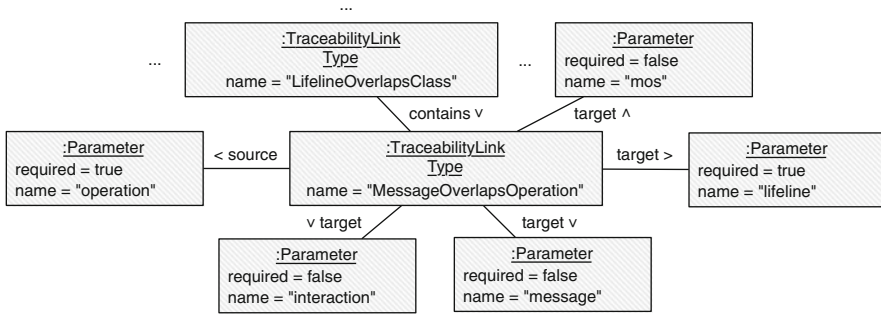 ...
:TraceabilityLink
Type
name = "LifelineOverlapsClass"
...
...
:Parameter
required = false
name = "mos"
contains v
target ^
:Parameter
required = true
name = "operation"
< source
:TraceabilityLink
Type
name = "MessageOverlapsOperation"
target >
:Parameter
required = true
name = "lifeline"
v target
target v
:Parameter
required = false
name = "interaction"
:Parameter
required = false
name = "message"